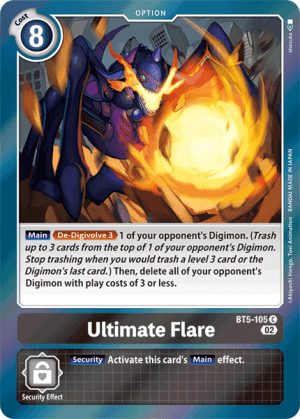 OPTION
Cost
8
Main De-Digivolve 3 1 of your opponent's Digimon. (Trash
up to 3 cards from the top of 1 of your opponent's Digimon.
Stop trashing when you would trash a level 3 card or the
Digimon's last card.) Then, delete all of your opponent's
Digimon with play costs of 3 or less.
©Akiyoshi Hongo, Toei Animation BANDAI MADE IN JAPAN
BT5-105 C
Ultimate Flare
02
Security Activate this card's Main effect.
Security Effect